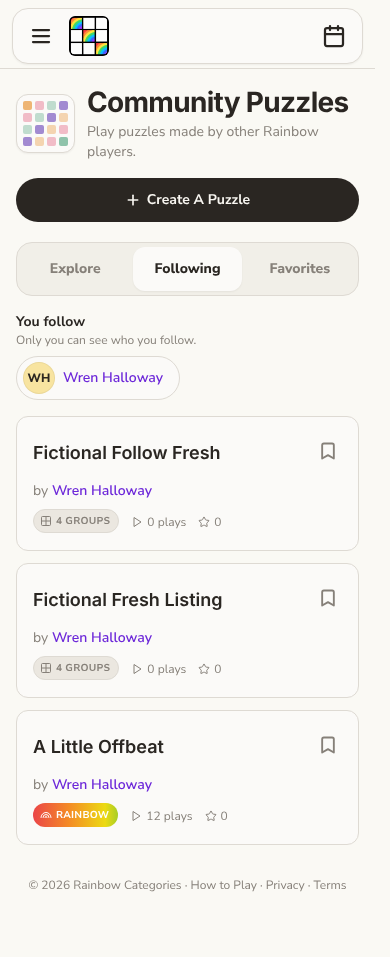 Community Puzzles
Play puzzles made by other Rainbow
players.
+ Create A Puzzle
Explore Following Favorites
You follow
Only you can see who you follow.
WH Wren Halloway
Fictional Follow Fresh
by Wren Halloway
4 GROUPS 0 plays 0
Fictional Fresh Listing
by Wren Halloway
4 GROUPS 0 plays 0
A Little Offbeat
by Wren Halloway
RAINBOW 12 plays 0
© 2026 Rainbow Categories · How to Play · Privacy · Terms